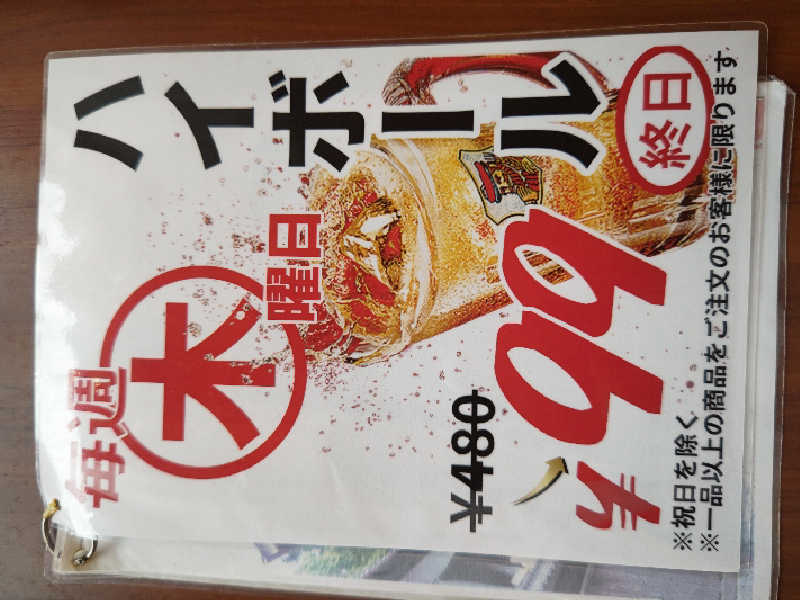 毎週
木
曜日
ハイボール
¥480
¥99
終日
※祝日を除く
※一品以上の商品をご注文のお客様に限ります